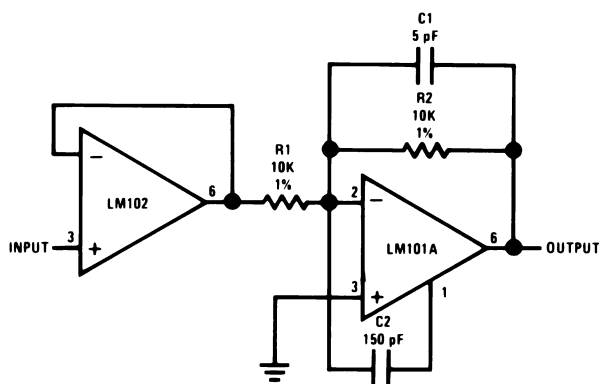 C1
5 pF
R2
10K
1%
R1
10K
1%
−
LM102
6
INPUT
3
+
2
−
LM101A
6
OUTPUT
3
+
1
C2
150 pF